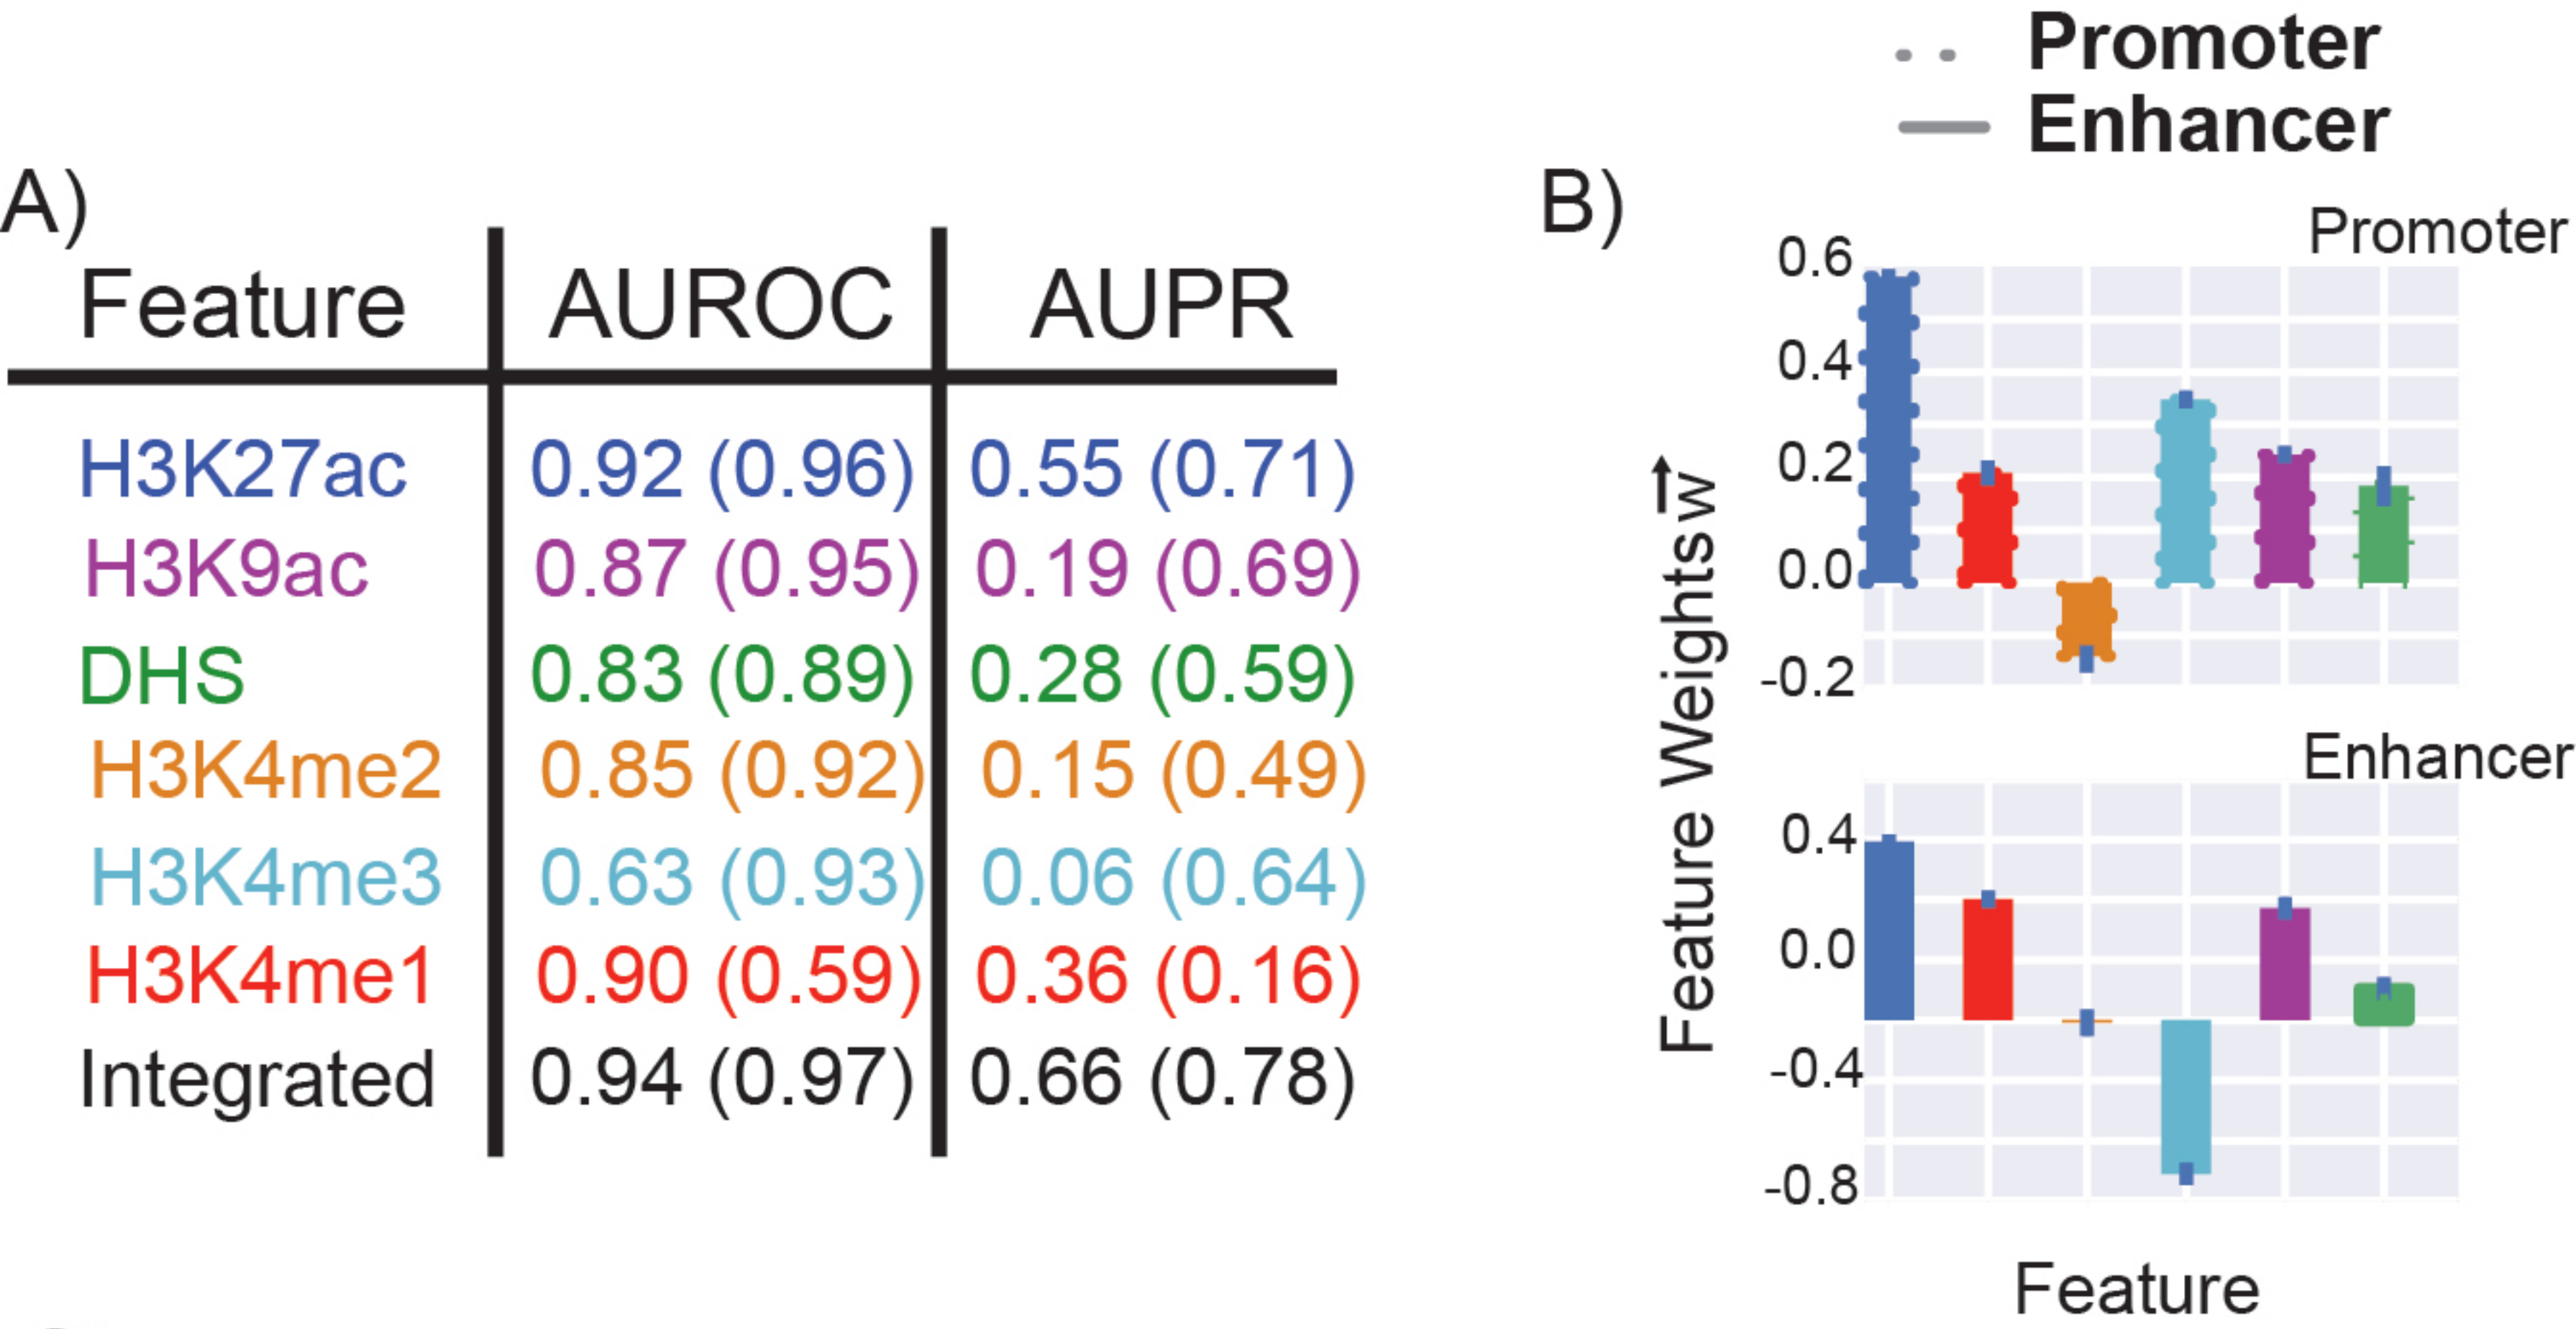 Promoter
Enhancer
A)
Feature AUROC AUPR
H3K27ac 0.92 (0.96) 0.55 (0.71)
H3K9ac 0.87 (0.95) 0.19 (0.69)
DHS 0.83 (0.89) 0.28 (0.59)
H3K4me2 0.85 (0.92) 0.15 (0.49)
H3K4me3 0.63 (0.93) 0.06 (0.64)
H3K4me1 0.90 (0.59) 0.36 (0.16)
Integrated 0.94 (0.97) 0.66 (0.78)
B)
Feature Weights w
Promoter
0.6
0.4
0.2
0.0
-0.2
Enhancer
0.4
0.0
-0.4
-0.8
Feature